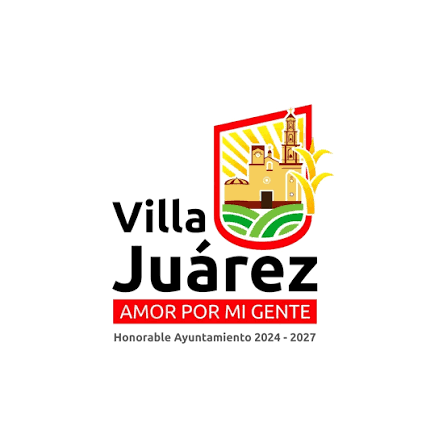 Villa
Juárez
AMOR POR MI GENTE
Honorable Ayuntamiento 2024 - 2027